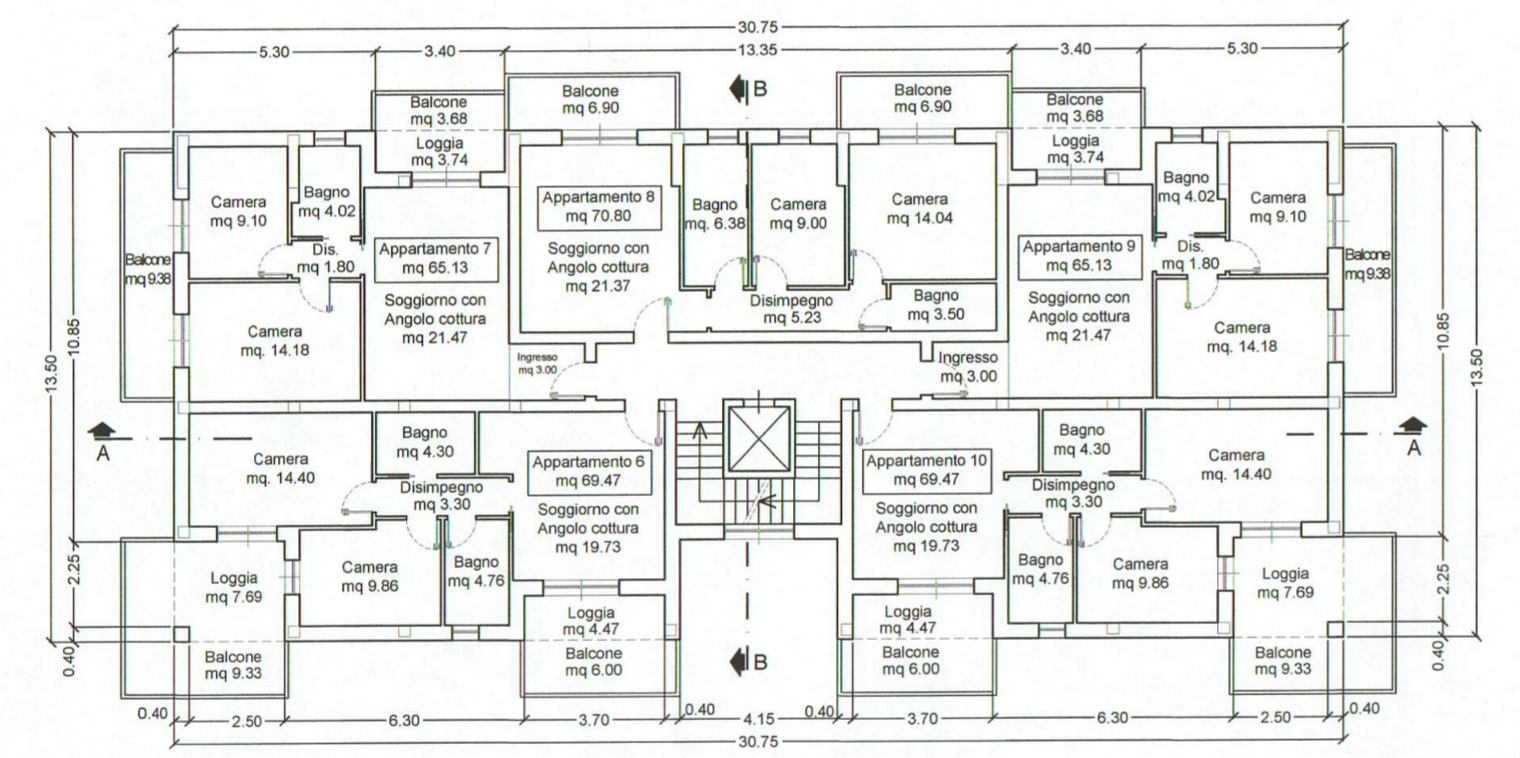 30.75
5.30
3.40
13.35
3.40
5.30
B
Balcone
mq 3.68
Balcone
mq 6.90
Balcone
mq 6.90
Balcone
mq 3.68
Loggia
mq 3.74
Loggia
mq 3.74
Camera
mq 9.10
Bagno
mq 4.02
Dis.
mq 1.80
Appartamento 7
mq 65.13
Soggiorno con
Angolo cottura
mq 21.47
Appartamento 8
mq 70.80
Soggiorno con
Angolo cottura
mq 21.37
Bagno
mq. 6.38
Camera
mq 9.00
Camera
mq 14.04
Disimpegno
mq 5.23
Bagno
mq 3.50
Appartamento 9
mq 65.13
Soggiorno con
Angolo cottura
mq 21.47
Bagno
mq 4.02
Dis.
mq 1.80
Camera
mq 9.10
Balcone
mq 9.38
Balcone
mq 9.38
Camera
mq. 14.18
Camera
mq. 14.18
Ingresso
mq 3.00
Ingresso
mq 3.00
13.50
10.85
10.85
13.50
A
A
Camera
mq. 14.40
Bagno
mq 4.30
Disimpegno
mq 3.30
Appartamento 6
mq 69.47
Soggiorno con
Angolo cottura
mq 19.73
Appartamento 10
mq 69.47
Soggiorno con
Angolo cottura
mq 19.73
Bagno
mq 4.30
Disimpegno
mq 3.30
Camera
mq. 14.40
2.25
Loggia
mq 7.69
Camera
mq 9.86
Bagno
mq 4.76
Loggia
mq 4.47
Loggia
mq 4.47
Bagno
mq 4.76
Camera
mq 9.86
Loggia
mq 7.69
2.25
0.40
Balcone
mq 9.33
Balcone
mq 6.00
B
Balcone
mq 6.00
Balcone
mq 9.33
0.40
0.40
2.50
6.30
3.70
0.40
4.15
0.40
3.70
6.30
2.50
0.40
30.75